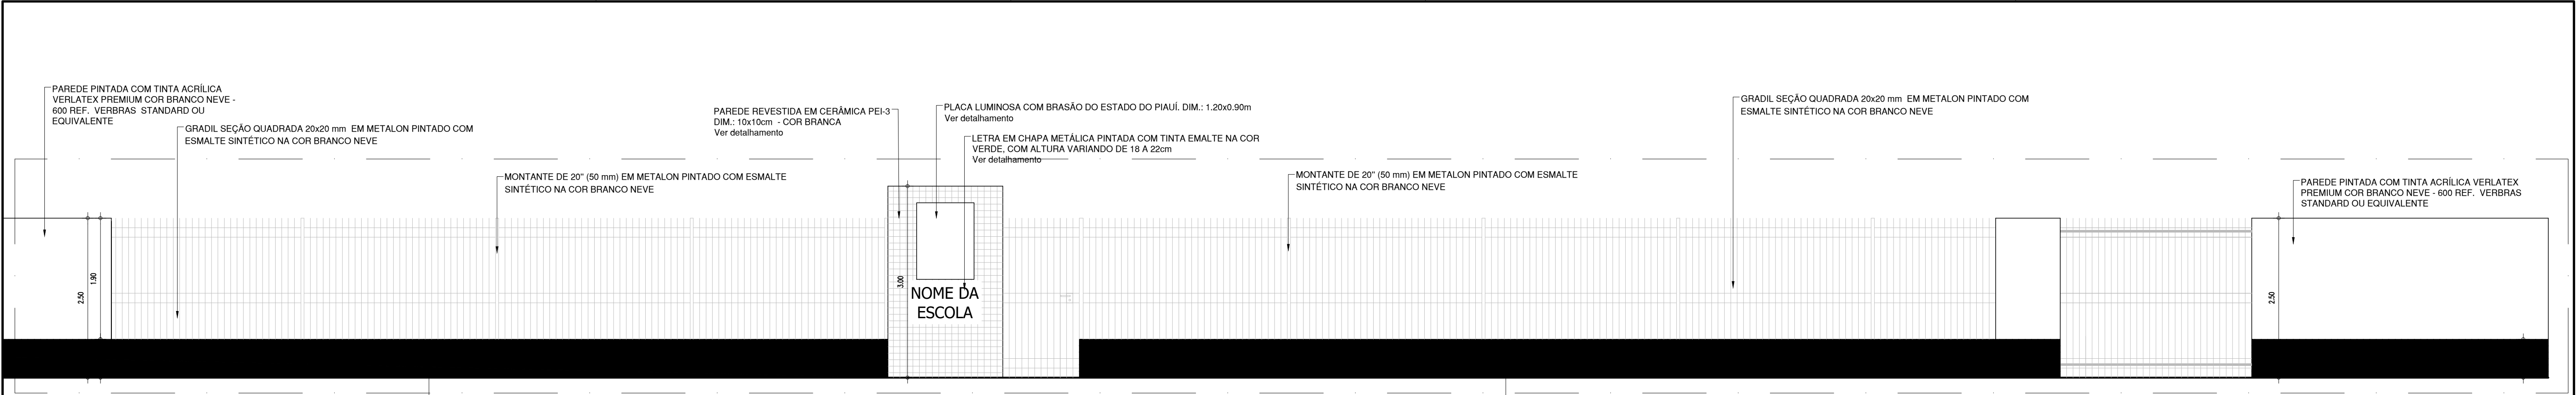 PAREDE PINTADA COM TINTA ACRÍLICA
VERLATEX PREMIUM COR BRANCO NEVE -
600 REF. VERBRAS STANDARD OU
EQUIVALENTE
GRADIL SEÇÃO QUADRADA 20x20 mm EM METALON PINTADO COM
ESMALTE SINTÉTICO NA COR BRANCO NEVE
MONTANTE DE 20" (50 mm) EM METALON PINTADO COM ESMALTE
SINTÉTICO NA COR BRANCO NEVE
PAREDE REVESTIDA EM CERÂMICA PEI-3
DIM.: 10x10cm - COR BRANCA
Ver detalhamento
PLACA LUMINOSA COM BRASÃO DO ESTADO DO PIAUÍ. DIM.: 1.20x0.90m
Ver detalhamento
LETRA EM CHAPA METÁLICA PINTADA COM TINTA EMALTE NA COR
VERDE, COM ALTURA VARIANDO DE 18 A 22cm
Ver detalhamento
MONTANTE DE 20" (50 mm) EM METALON PINTADO COM ESMALTE
SINTÉTICO NA COR BRANCO NEVE
GRADIL SEÇÃO QUADRADA 20x20 mm EM METALON PINTADO COM
ESMALTE SINTÉTICO NA COR BRANCO NEVE
PAREDE PINTADA COM TINTA ACRÍLICA VERLATEX
PREMIUM COR BRANCO NEVE - 600 REF. VERBRAS
STANDARD OU EQUIVALENTE
2.50
1.90
3.00
NOME DA
ESCOLA
2.50